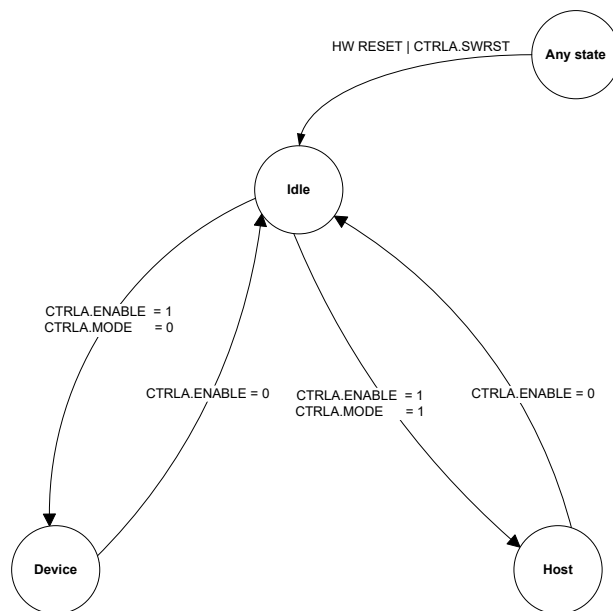 HW RESET | CTRLA.SWRST
Any state
Idle
CTRLA.ENABLE = 1
CTRLA.MODE = 0
CTRLA.ENABLE = 0
CTRLA.ENABLE = 1
CTRLA.MODE = 1
CTRLA.ENABLE = 0
Device
Host